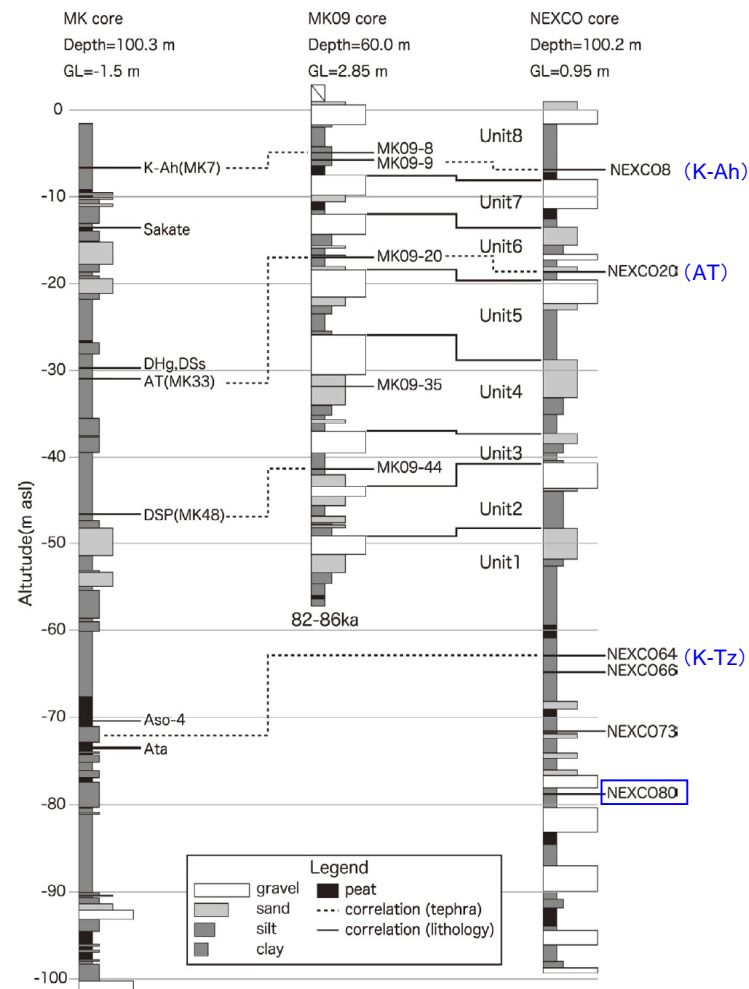 MK core
Depth=100.3 m
GL=-1.5 m
MK09 core
Depth=60.0 m
GL=2.85 m
NEXCO core
Depth=100.2 m
GL=0.95 m
Altutude(m asl)
0
-10
-20
-30
-40
-50
-60
-70
-80
-90
-100
K-Ah(MK7)
Sakate
DHg,DSs
AT(MK33)
DSP(MK48)
Aso-4
Ata
MK09-8
MK09-9
MK09-20
MK09-35
MK09-44
82-86ka
Unit8
Unit7
Unit6
Unit5
Unit4
Unit3
Unit2
Unit1
NEXCO8 (K-Ah)
NEXCO20 (AT)
NEXCO64 (K-Tz)
NEXCO66
NEXCO73
NEXCO80
Legend
gravel
sand
silt
clay
peat
correlation (tephra)
correlation (lithology)